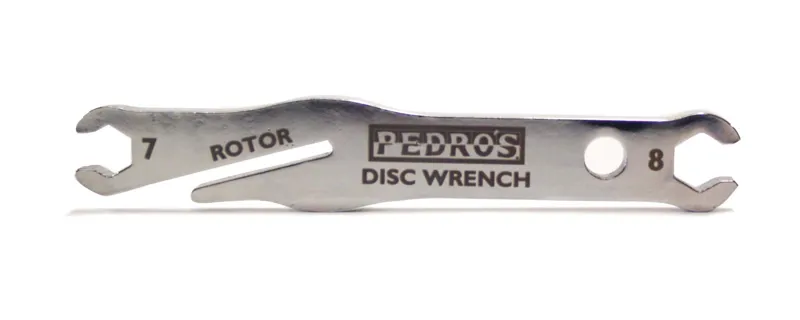 7
ROTOR
PEDRO'S
DISC WRENCH
8